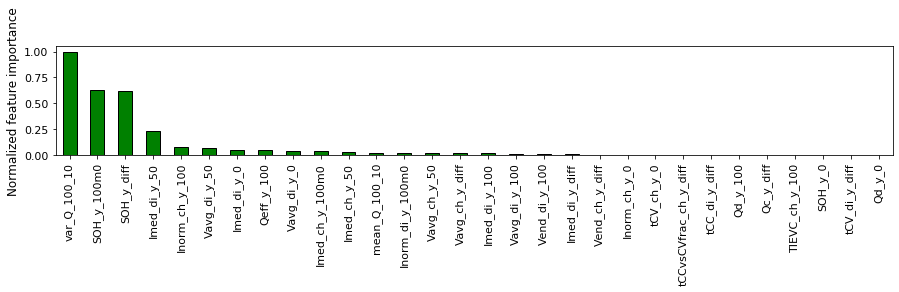 Normalized feature importance
1.00
0.75
0.50
0.25
0.00
var_Q_100_10
SOH_y_100m0
SOH_y_diff
Imed_di_y_50
Inorm_ch_y_100
Vavg_di_y_50
Imed_di_y_0
Qeff_y_100
Vavg_di_y_0
Imed_ch_y_100m0
Imed_ch_y_50
mean_Q_100_10
Inorm_di_y_100m0
Vavg_ch_y_50
Vavg_ch_y_diff
Imed_di_y_100
Vavg_di_y_100
Vend_di_y_100
Imed_di_y_diff
Vend_ch_y_diff
Inorm_ch_y_0
tCV_ch_y_0
tCCvsCVfrac_ch_y_diff
tCC_di_y_diff
Qd_y_100
Qc_y_diff
TIEVC_ch_y_100
SOH_y_0
tCV_di_y_diff
Qd_y_0